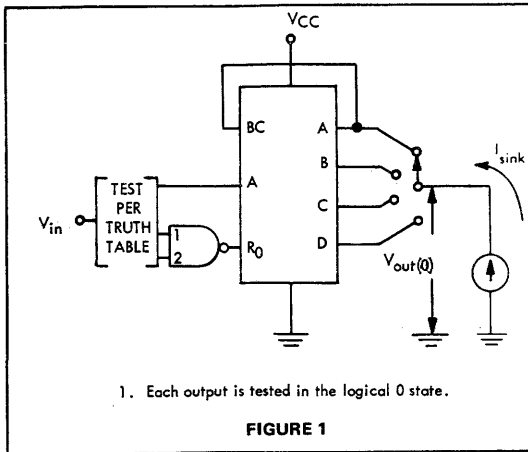 VCC
BC
A
B
I sink
A
C
TEST
PER
TRUTH
TABLE
Vin
1
2
R0
D
Vout(0)
1. Each output is tested in the logical 0 state.
FIGURE 1